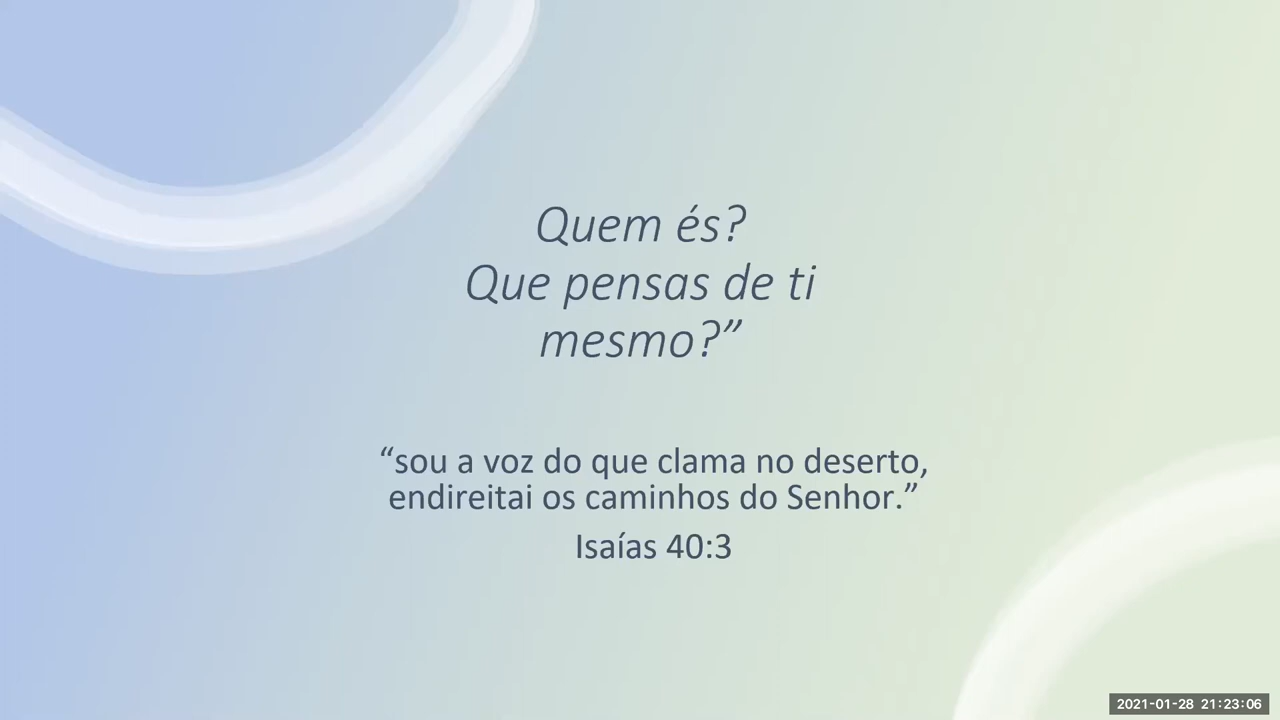 Quem és?
Que pensas de ti
mesmo?”
“sou a voz do que clama no deserto,
endireitai os caminhos do Senhor.”
Isaías 40:3
2021-01-28 21:23:06